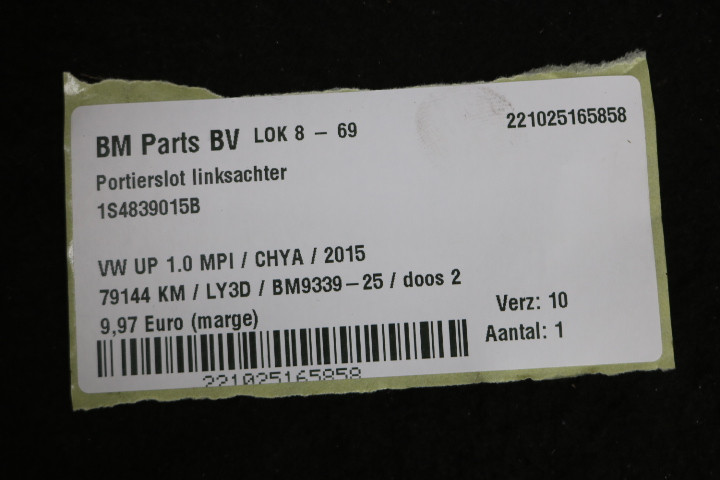 BM Parts BV LOK 8 – 69 221025165858
Portierslot linksachter
1S4839015B
VW UP 1.0 MPI / CHYA / 2015
79144 KM / LY3D / BM9339–25 / doos 2
9,97 Euro (marge)
Verz: 10
Aantal: 1
221025165858